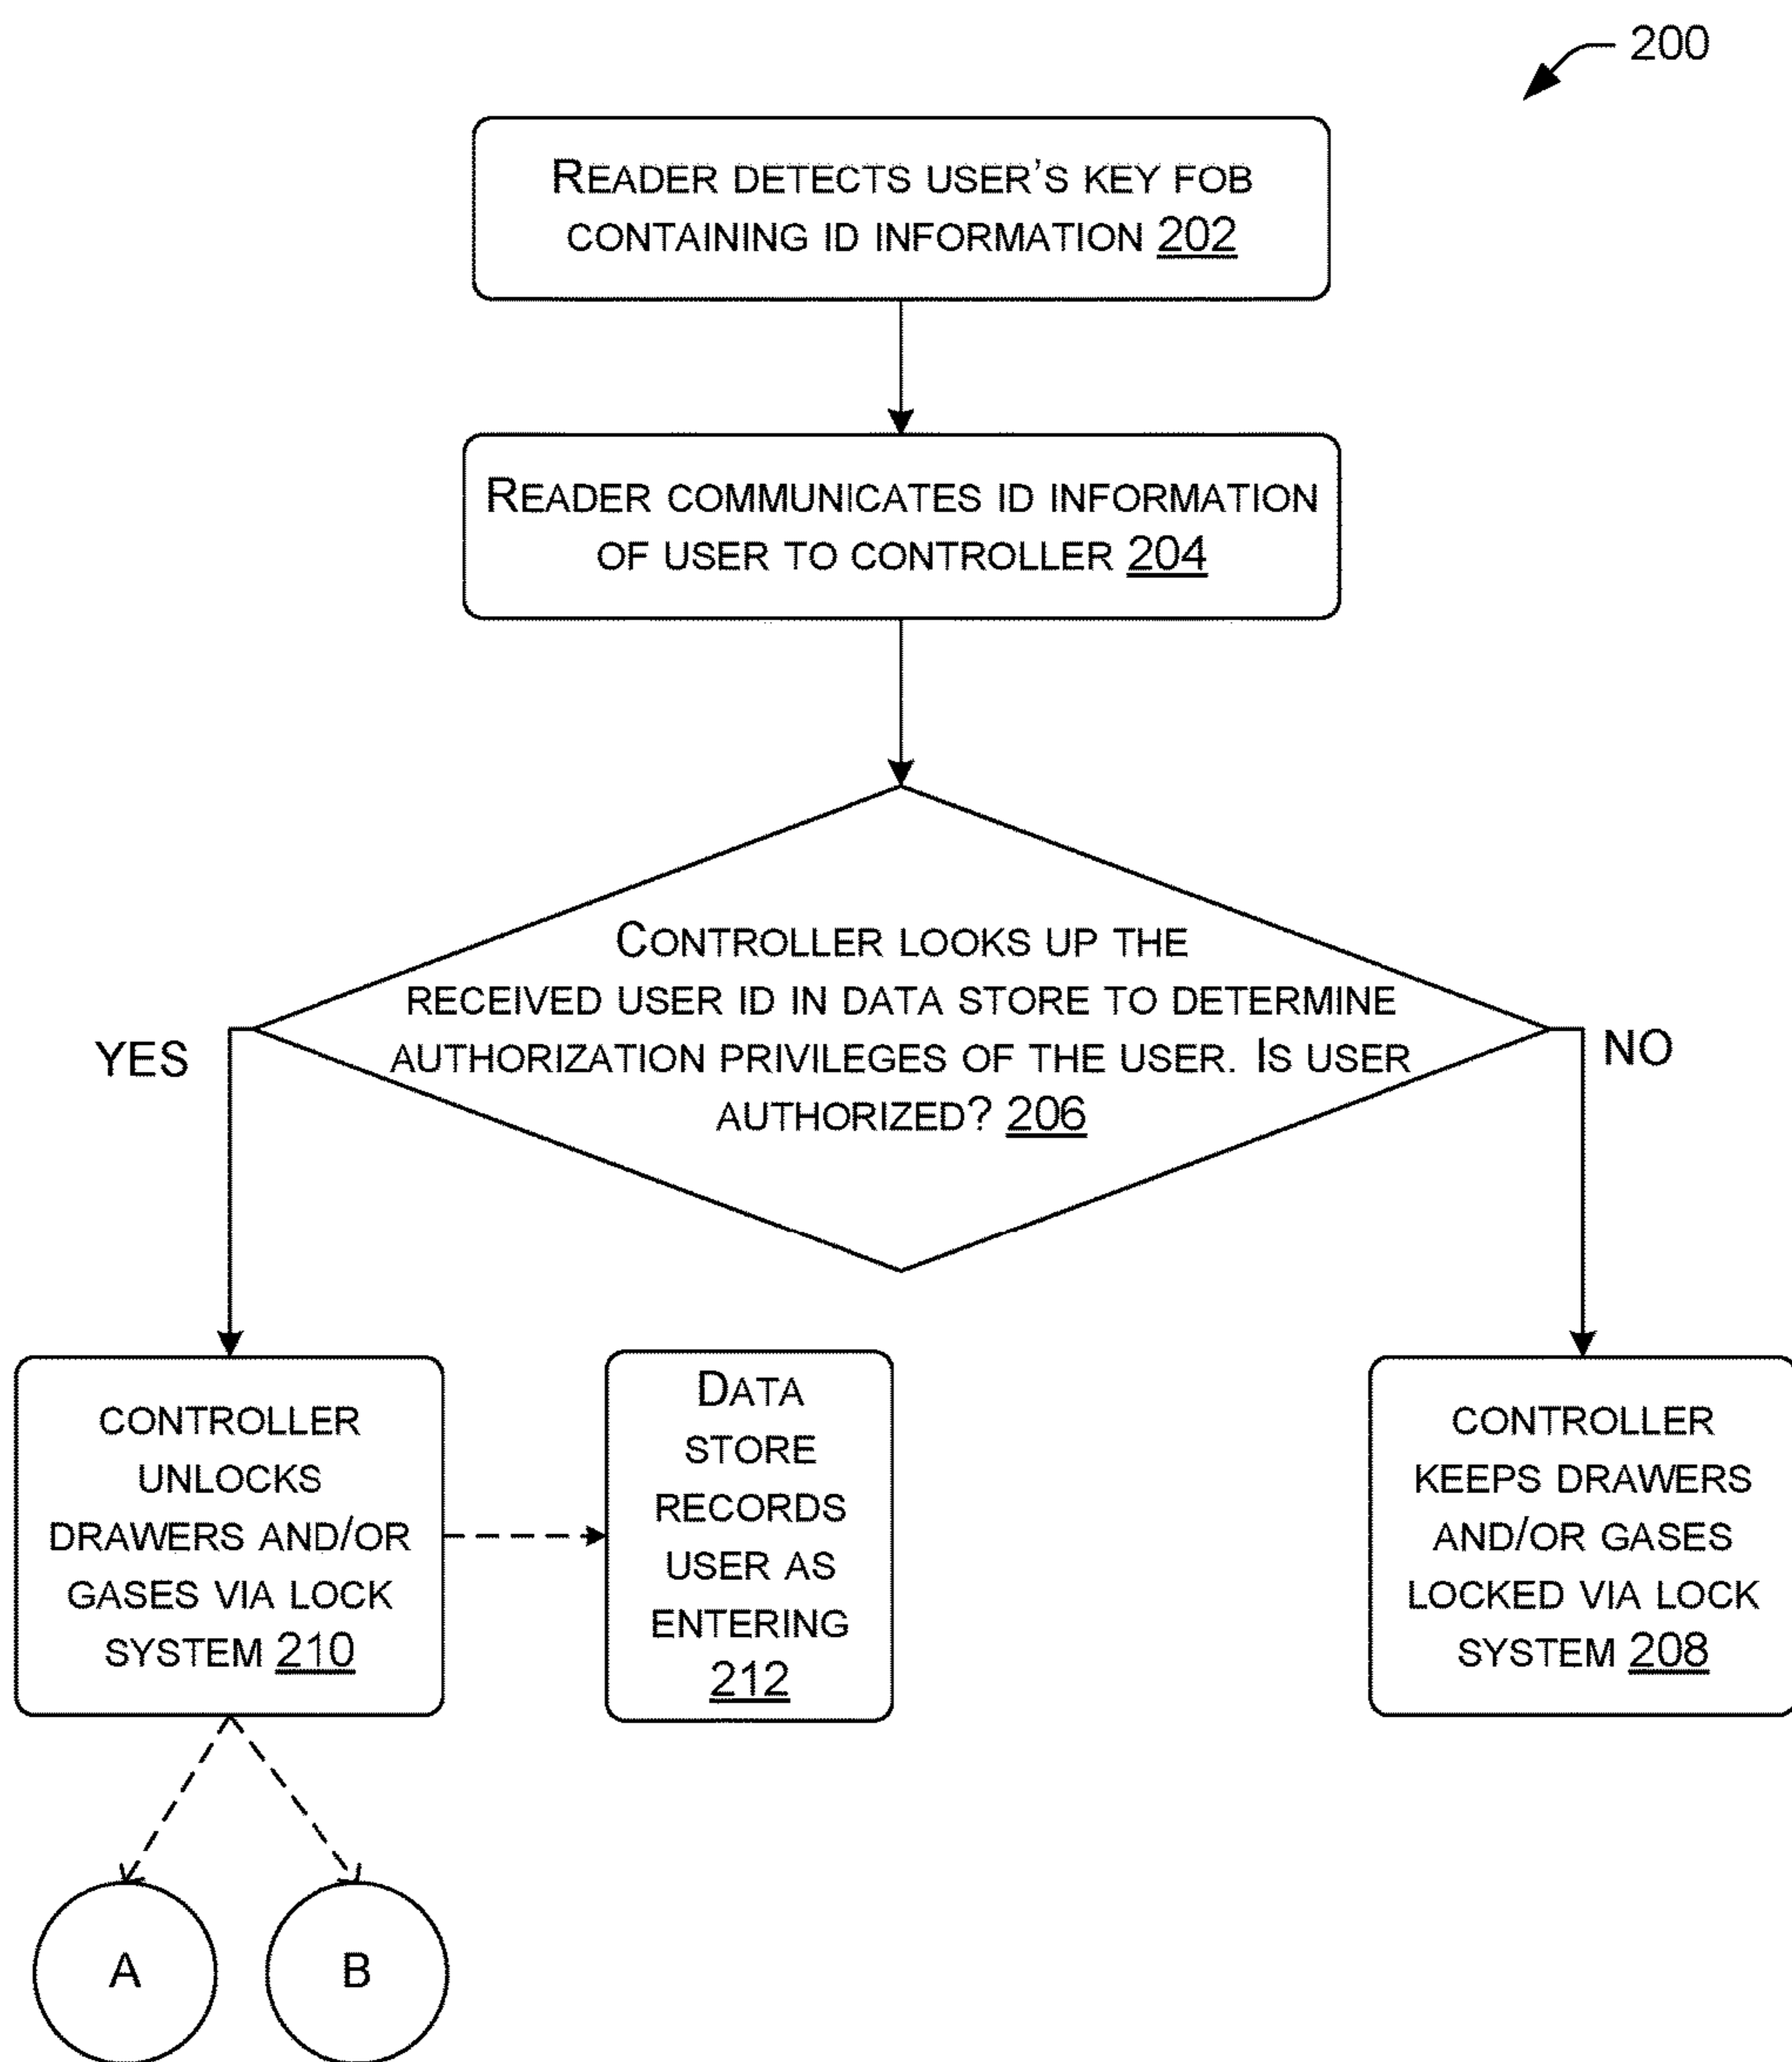 200
READER DETECTS USER'S KEY FOB
CONTAINING ID INFORMATION 202
READER COMMUNICATES ID INFORMATION
OF USER TO CONTROLLER 204
CONTROLLER LOOKS UP THE
RECEIVED USER ID IN DATA STORE TO DETERMINE
AUTHORIZATION PRIVILEGES OF THE USER. IS USER
AUTHORIZED? 206
YES
NO
CONTROLLER
UNLOCKS
DRAWERS AND/OR
GASES VIA LOCK
SYSTEM 210
DATA
STORE
RECORDS
USER AS
ENTERING
212
CONTROLLER
KEEPS DRAWERS
AND/OR GASES
LOCKED VIA LOCK
SYSTEM 208
A
B